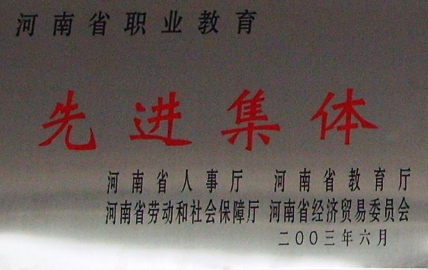 河南省职业教育
先进集体
河南省人事厅 河南省教育厅
河南省劳动和社会保障厅 河南省经济贸易委员会
二〇〇三年六月